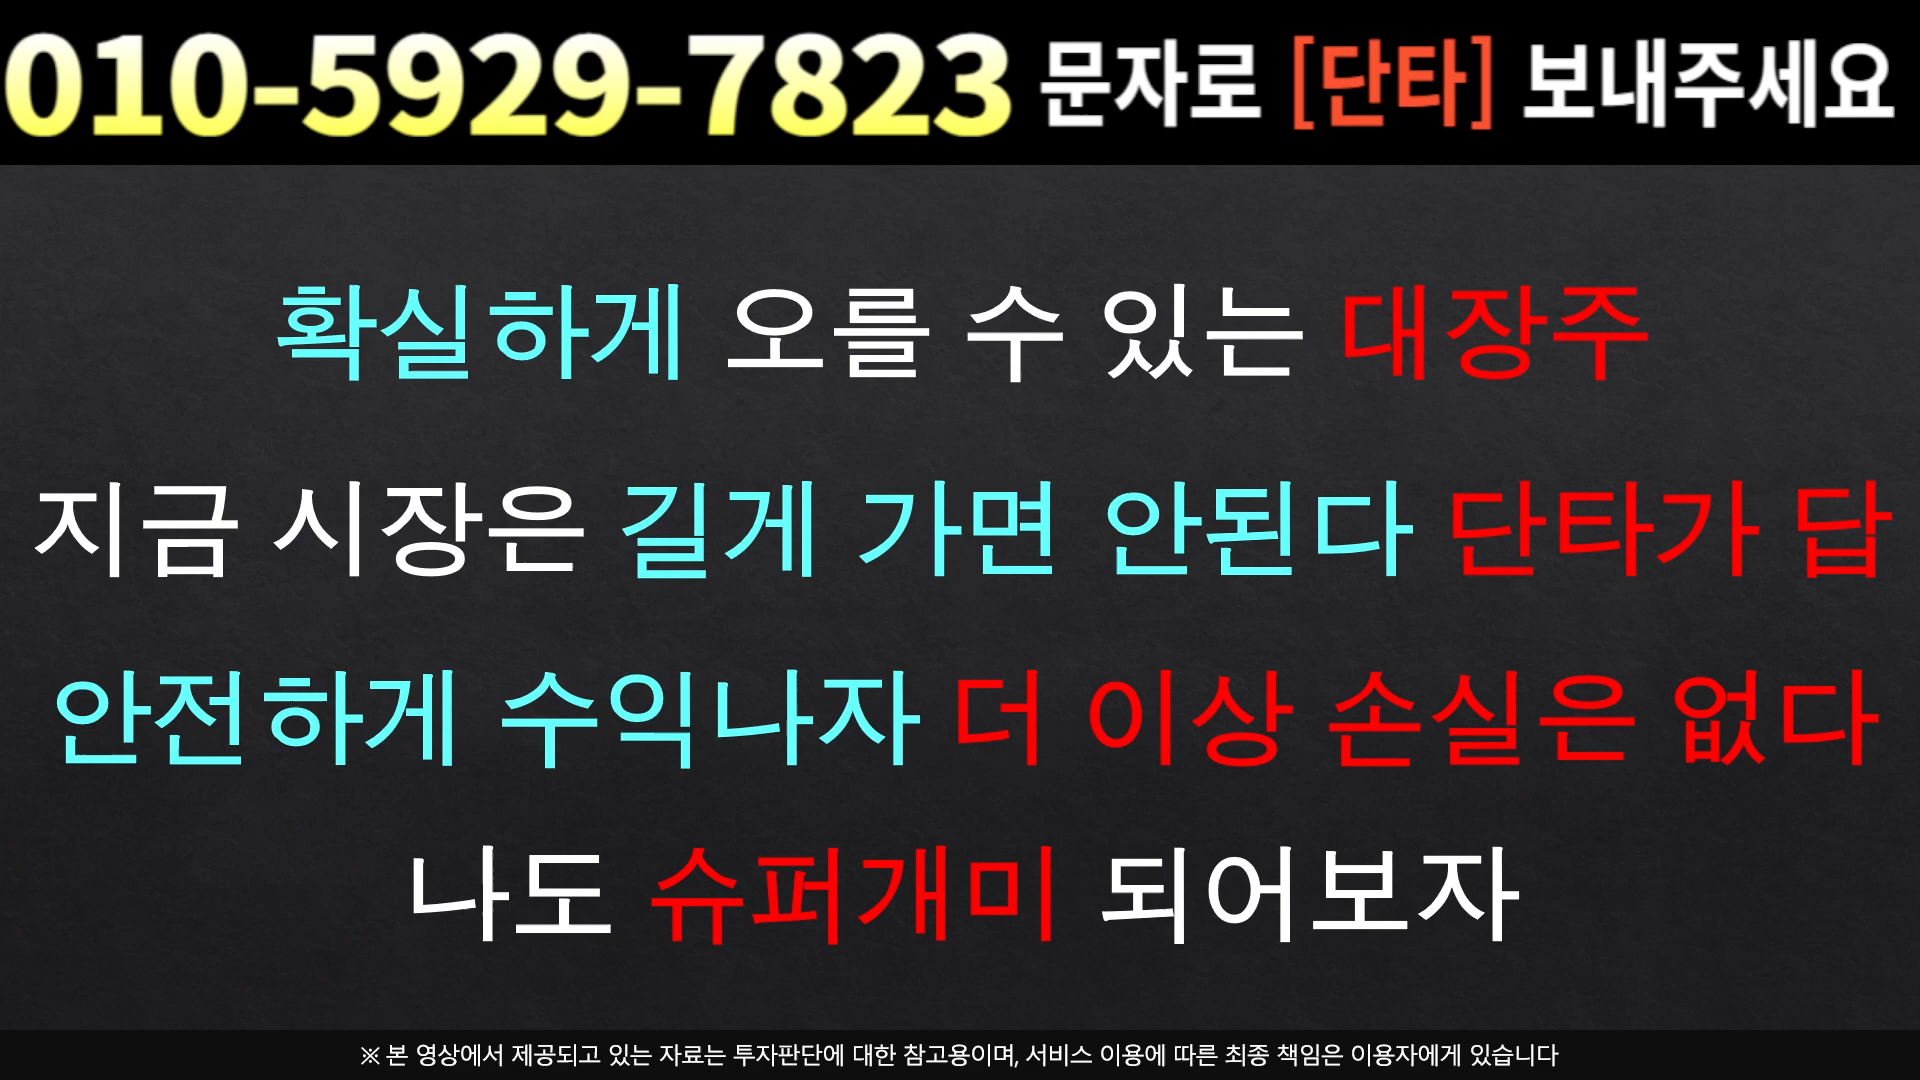 010-5929-7823 문자로 [단타] 보내주세요
확실하게 오를 수 있는 대장주
지금 시장은 길게 가면 안된다 단타가 답
안전하게 수익나자 더 이상 손실은 없다
나도 슈퍼개미 되어보자
※ 본 영상에서 제공되고 있는 자료는 투자판단에 대한 참고용이며, 서비스 이용에 따른 최종 책임은 이용자에게 있습니다